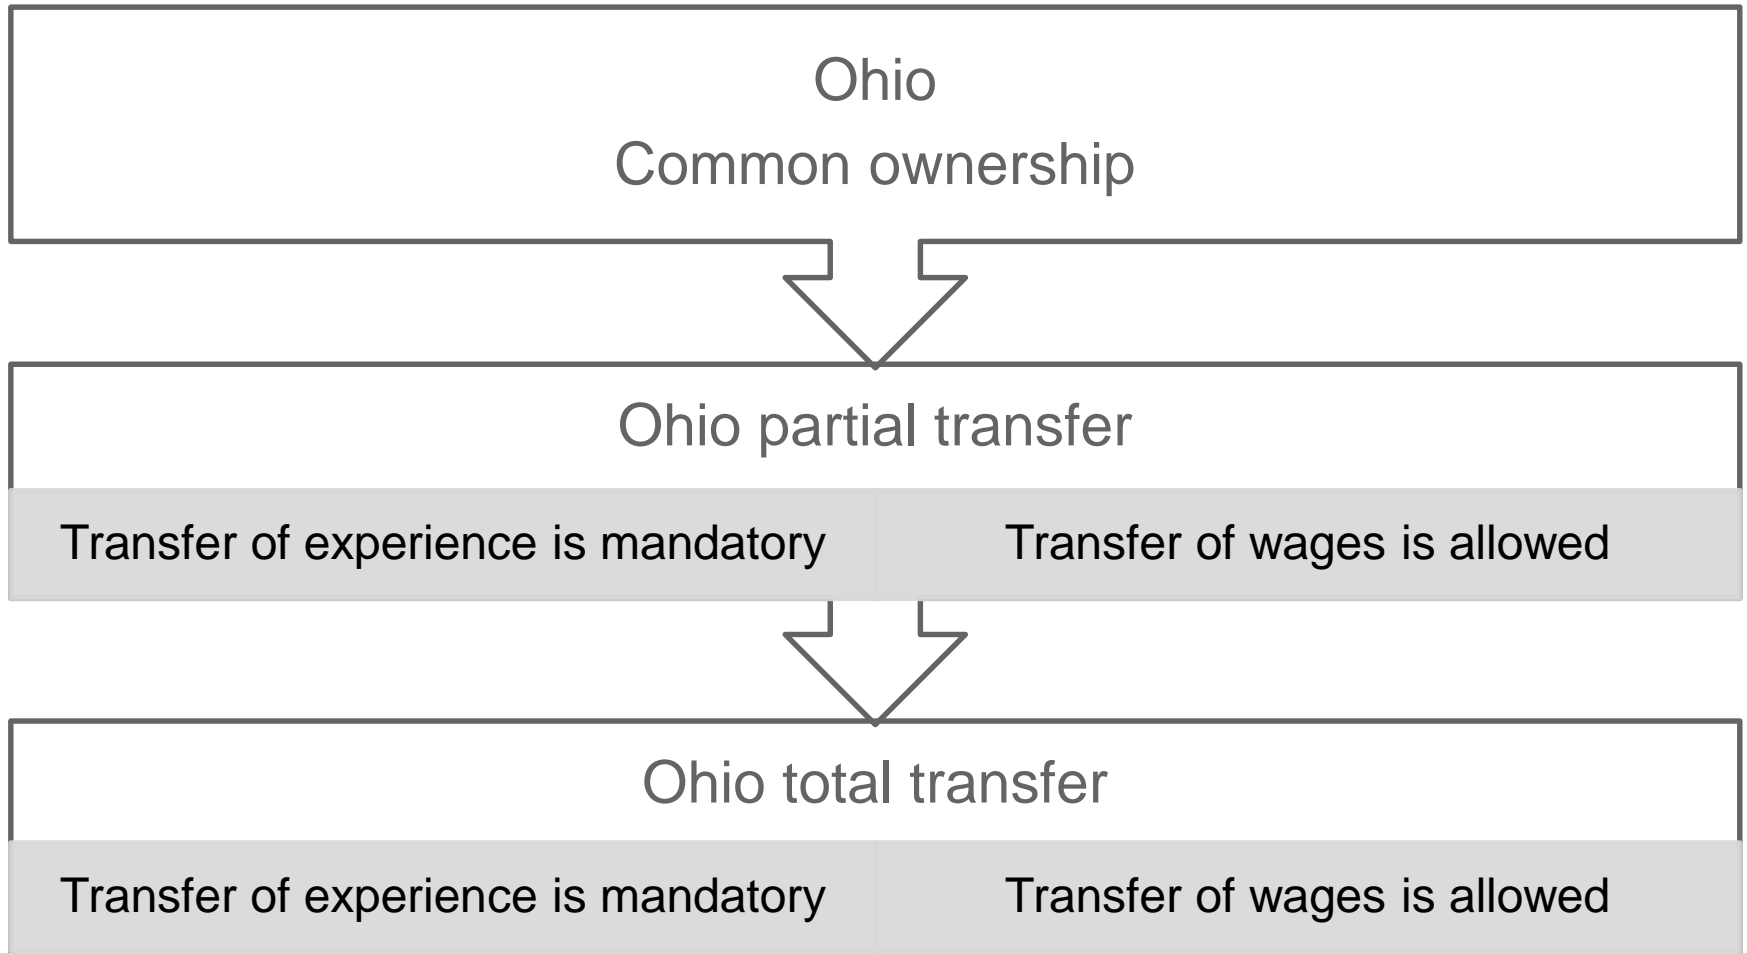 Ohio
Common ownership
Ohio partial transfer
Transfer of experience is mandatory
Transfer of wages is allowed
Ohio total transfer
Transfer of experience is mandatory
Transfer of wages is allowed